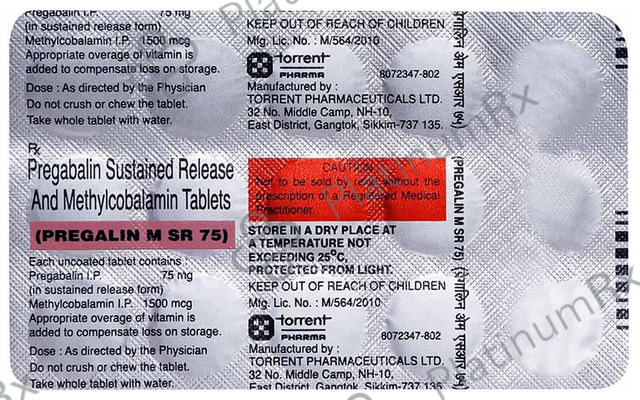 Pregabalin I.P. 75 mg
(in sustained release form)
Methylcobalamin I.P. 1500 mcg
Appropriate overage of vitamin is
added to compensate loss on storage.
Dose : As directed by the Physician
Do not crush or chew the tablet.
Take whole tablet with water.
KEEP OUT OF REACH OF CHILDREN
Mfg. Lic. No. : M/564/2010
torrent
PHARMA
8072347-802
Manufactured by :
TORRENT PHARMACEUTICALS LTD.
32 No. Middle Camp, NH-10,
East District, Gangtok, Sikkim-737 135.
Rx
Pregabalin Sustained Release
And Methylcobalamin Tablets
(PREGALIN M SR 75)
CAUTION
Not to be sold by retail without the
prescription of a Registered Medical
Practitioner.
STORE IN A DRY PLACE AT
A TEMPERATURE NOT
EXCEEDING 25°C,
PROTECTED FROM LIGHT.
Each uncoated tablet contains :
Pregabalin I.P. 75 mg
(in sustained release form)
Methylcobalamin I.P. 1500 mcg
Appropriate overage of vitamin is
added to compensate loss on storage.
Dose : As directed by the Physician
Do not crush or chew the tablet.
Take whole tablet with water.
KEEP OUT OF REACH OF CHILDREN
Mfg. Lic. No. : M/564/2010
torrent
PHARMA
8072347-802
Manufactured by :
TORRENT PHARMACEUTICALS LTD.
32 No. Middle Camp, NH-10,
East District, Gangtok, Sikkim-737 135.
(PREGALIN M SR 75)
PlatinumRx
PlatinumRx